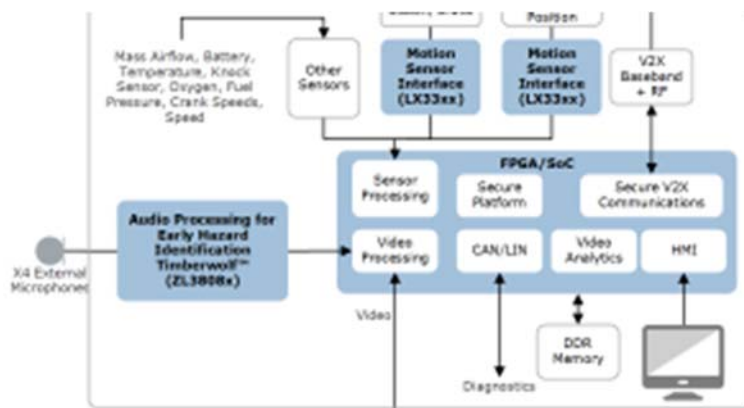 Position
Mass Airflow, Battery,
Temperature, Knock
Sensor, Oxygen, Fuel
Pressure, Crank Speeds,
Speed
Other
Sensors
Motion
Sensor
Interface
(LX33xx)
Motion
Sensor
Interface
(LX33xx)
V2X
Baseband
+ RF
FPGA/SoC
Sensor
Processing
Secure
Platform
Secure V2X
Communications
Audio Processing for
Early Hazard
Identification
Timberwolf™
(ZL3808x)
Video
Processing
CAN/LIN
Video
Analytics
HMI
X4 External
Microphones
Video
DDR
Memory
Diagnostics